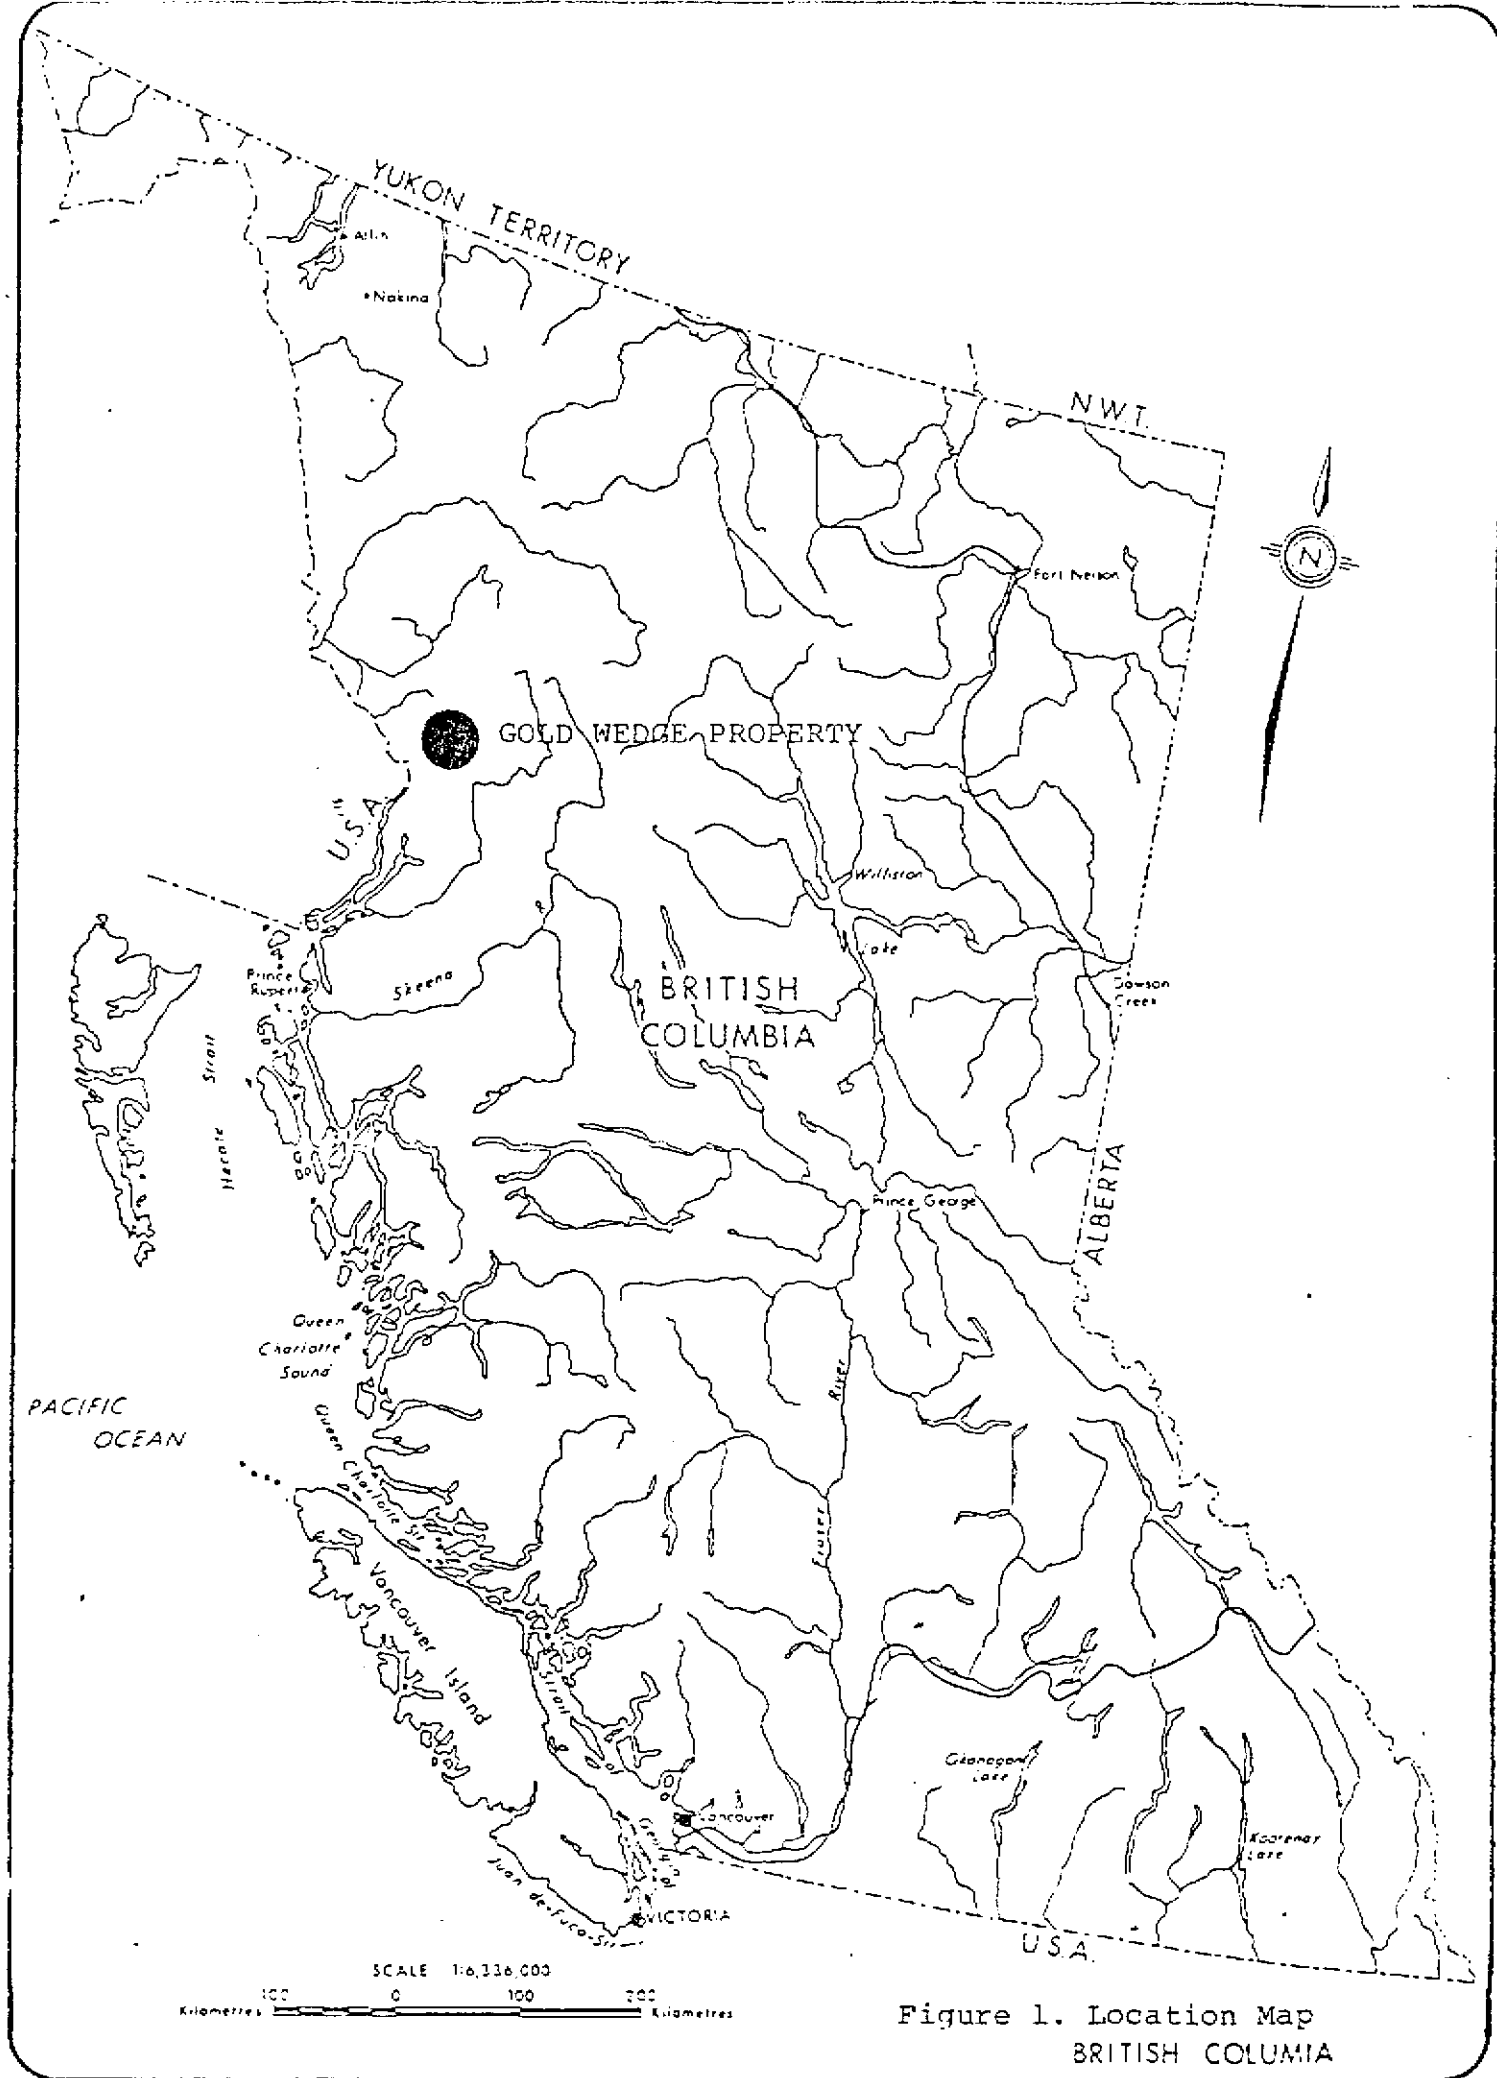 YUKON TERRITORY
Atlin
Nakina
N.W.T.
N
Fort Nelson
GOLD WEDGE PROPERTY
U.S.A.
Williston
Lake
R.
Skeena
Prince
Rupert
BRITISH
COLUMBIA
Dawson
Creek
Hecate Strait
ALBERTA
Prince George
Queen
Charlotte
Sound
PACIFIC
OCEAN
Queen Charlotte Str
Fraser River
Vancouver Island
Strait
Okanagan
Lake
Vancouver
Georgia of
Kootenay
Lake
Juan de Fuca Str
VICTORIA
U.S.A.
SCALE 1:6,336,000
100 0 100 200
Kilometres Kilometres
Figure 1. Location Map
BRITISH COLUMIA